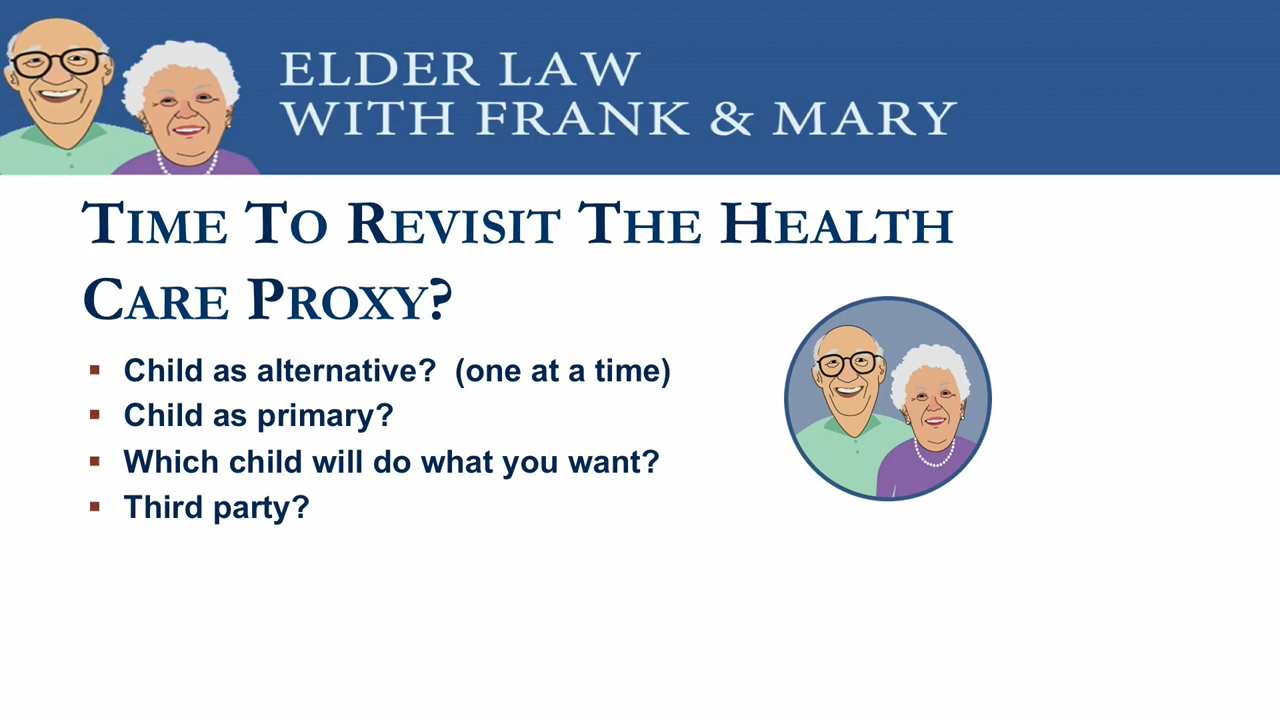 ELDER LAW
WITH FRANK & MARY
TIME TO REVISIT THE HEALTH
CARE PROXY?
▪ Child as alternative? (one at a time)
▪ Child as primary?
▪ Which child will do what you want?
▪ Third party?